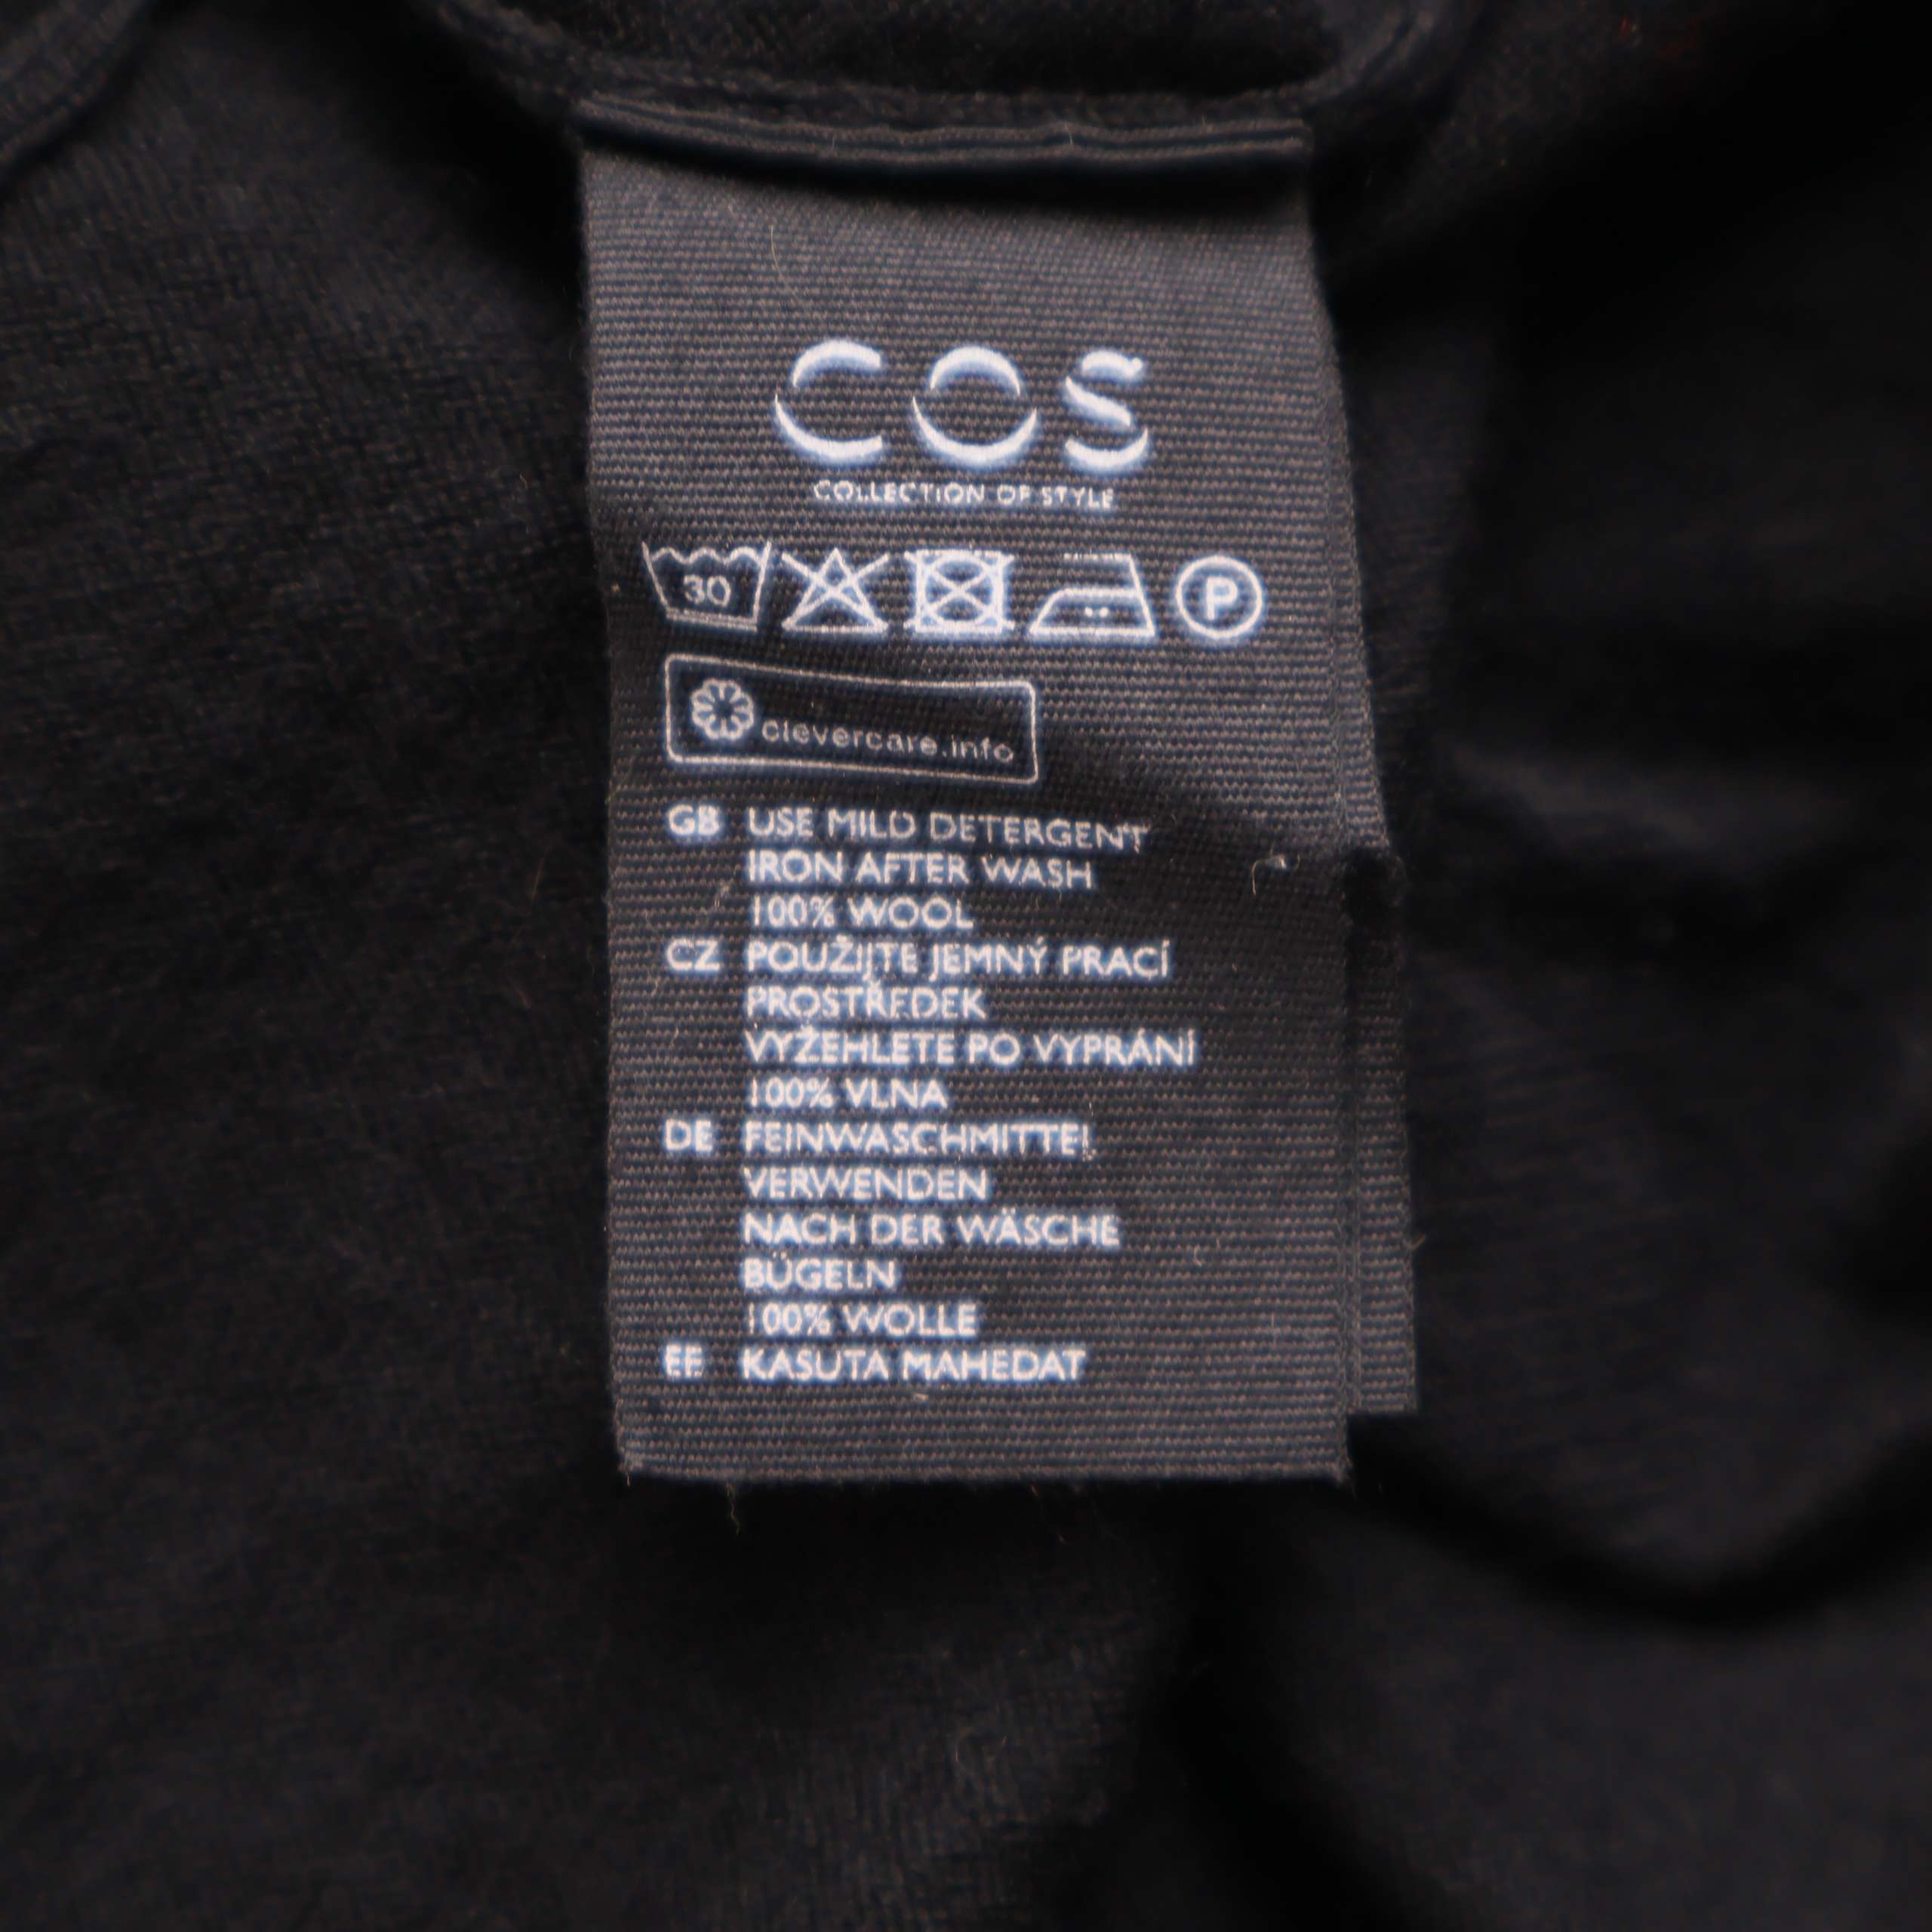 COS
COLLECTION OF STYLE
30 P
clevercare.info
GB USE MILD DETERGENT
IRON AFTER WASH
100% WOOL
CZ POUŽIJTE JEMNÝ PRACÍ
PROSTŘEDEK
VYŽEHLETE PO VYPRÁNÍ
100% VLNA
DE FEINWASCHMITTEL
VERWENDEN
NACH DER WÄSCHE
BÜGELN
100% WOLLE
EE KASUTA MAHEDAT